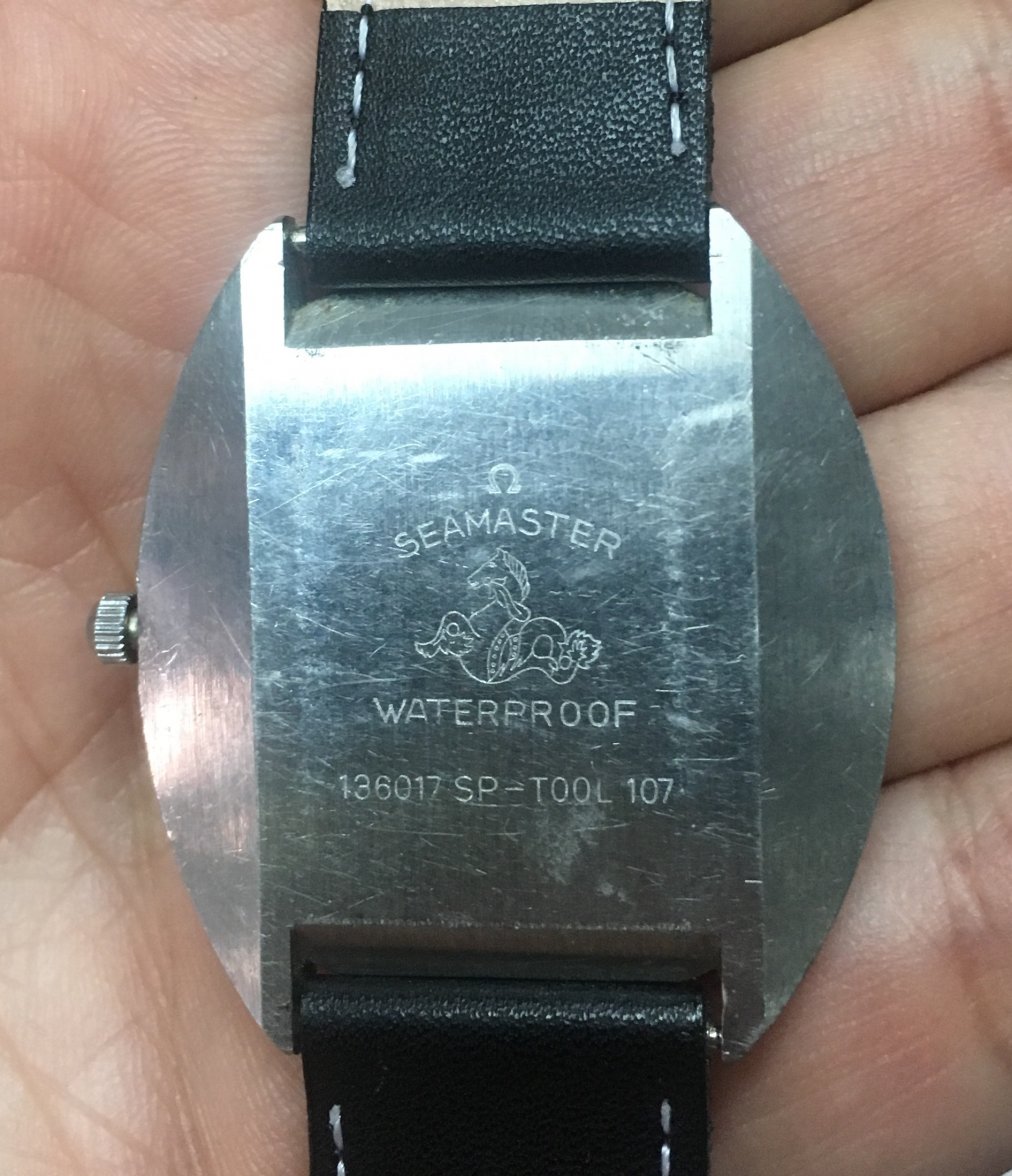 Ω
SEAMASTER
WATERPROOF
136017 SP-TOOL 107